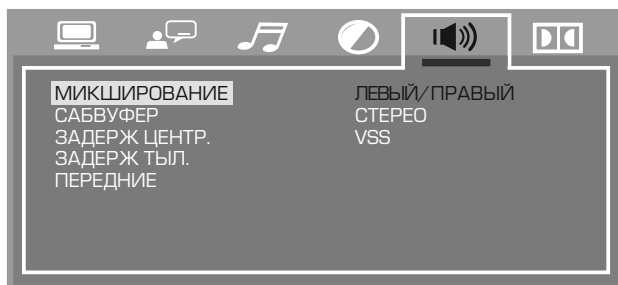 МИКШИРОВАНИЕ ЛЕВЫЙ/ПРАВЫЙ
САБВУФЕР СТЕРЕО
ЗАДЕРЖ ЦЕНТР. VSS
ЗАДЕРЖ ТЫЛ.
ПЕРЕДНИЕ